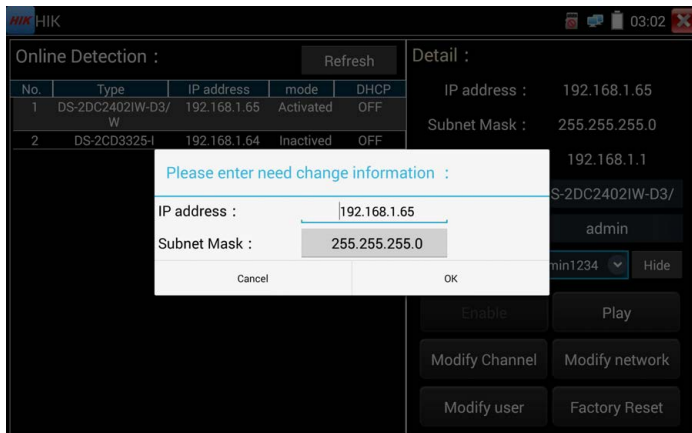 HIK HIK 03:02
Online Detection : Refresh
No. Type IP address mode DHCP
1 DS-2DC2402IW-D3/W 192.168.1.65 Activated OFF
2 DS-2CD3325-I 192.168.1.64 Inactived OFF
Detail :
IP address : 192.168.1.65
Subnet Mask : 255.255.255.0
192.168.1.1
S-2DC2402IW-D3/
admin
min1234 Hide
Enable Play
Modify Channel Modify network
Modify user Factory Reset
Please enter need change information :
IP address : 192.168.1.65
Subnet Mask : 255.255.255.0
Cancel OK